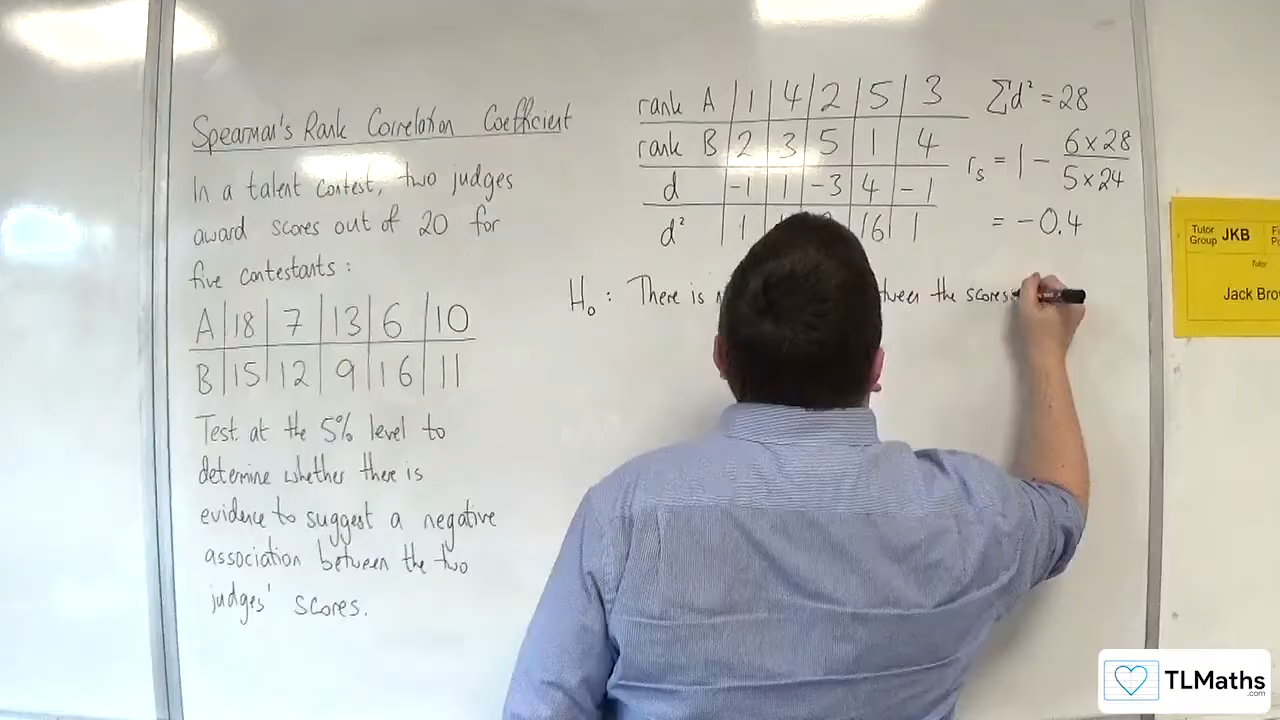 Spearman's Rank Correlation Coefficient
In a talent contest, two judges
award scores out of 20 for
five contestants :
A 18 7 13 6 10
B 15 12 9 16 11
Test at the 5% level to
determine whether there is
evidence to suggest a negative
association between the two
judges' scores.
rank A 1 4 2 5 3
rank B 2 3 5 1 4
d -1 1 -3 4 -1
d² 1 16 1
∑d² = 28
r_s = 1 - (6×28)/(5×24)
= -0.4
H₀ : There is the scores
Tutor Group JKB
Tutor
Jack Bro
TLMaths
.com